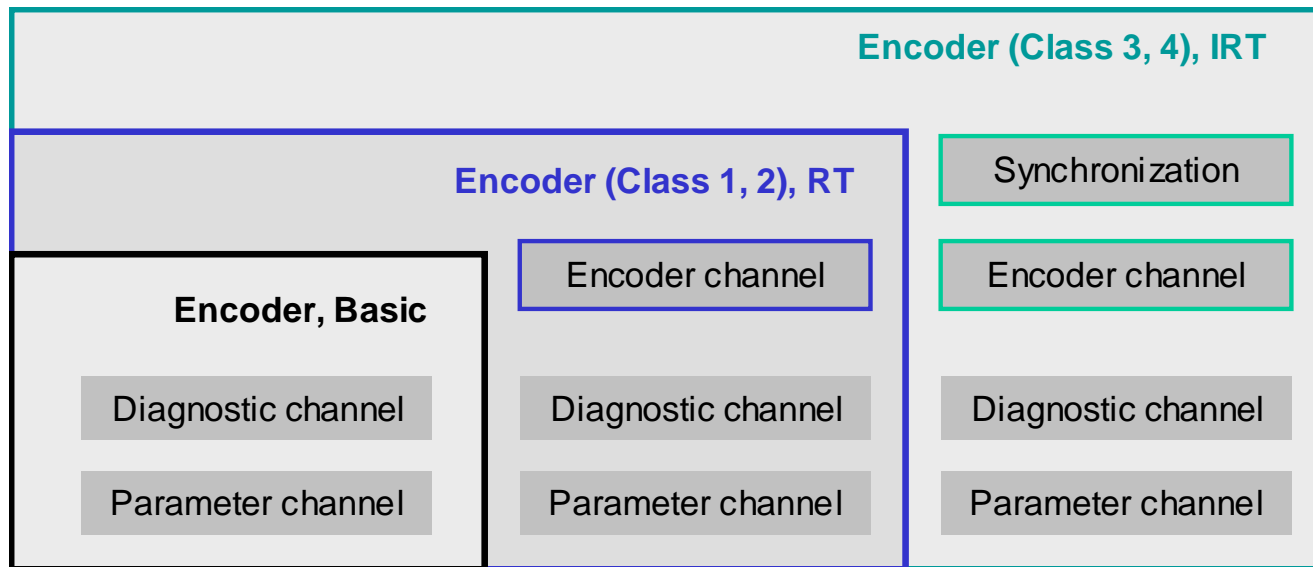 Encoder (Class 3, 4), IRT
Synchronization
Encoder (Class 1, 2), RT
Encoder channel
Encoder channel
Encoder, Basic
Diagnostic channel
Diagnostic channel
Diagnostic channel
Parameter channel
Parameter channel
Parameter channel